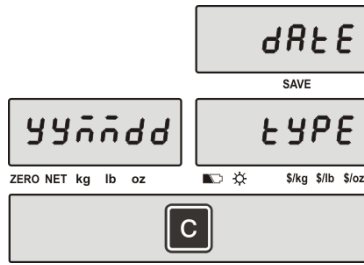 dAtE
SAVE
yymmdd tYPE
ZERO NET kg lb oz $/kg $/lb $/oz
C